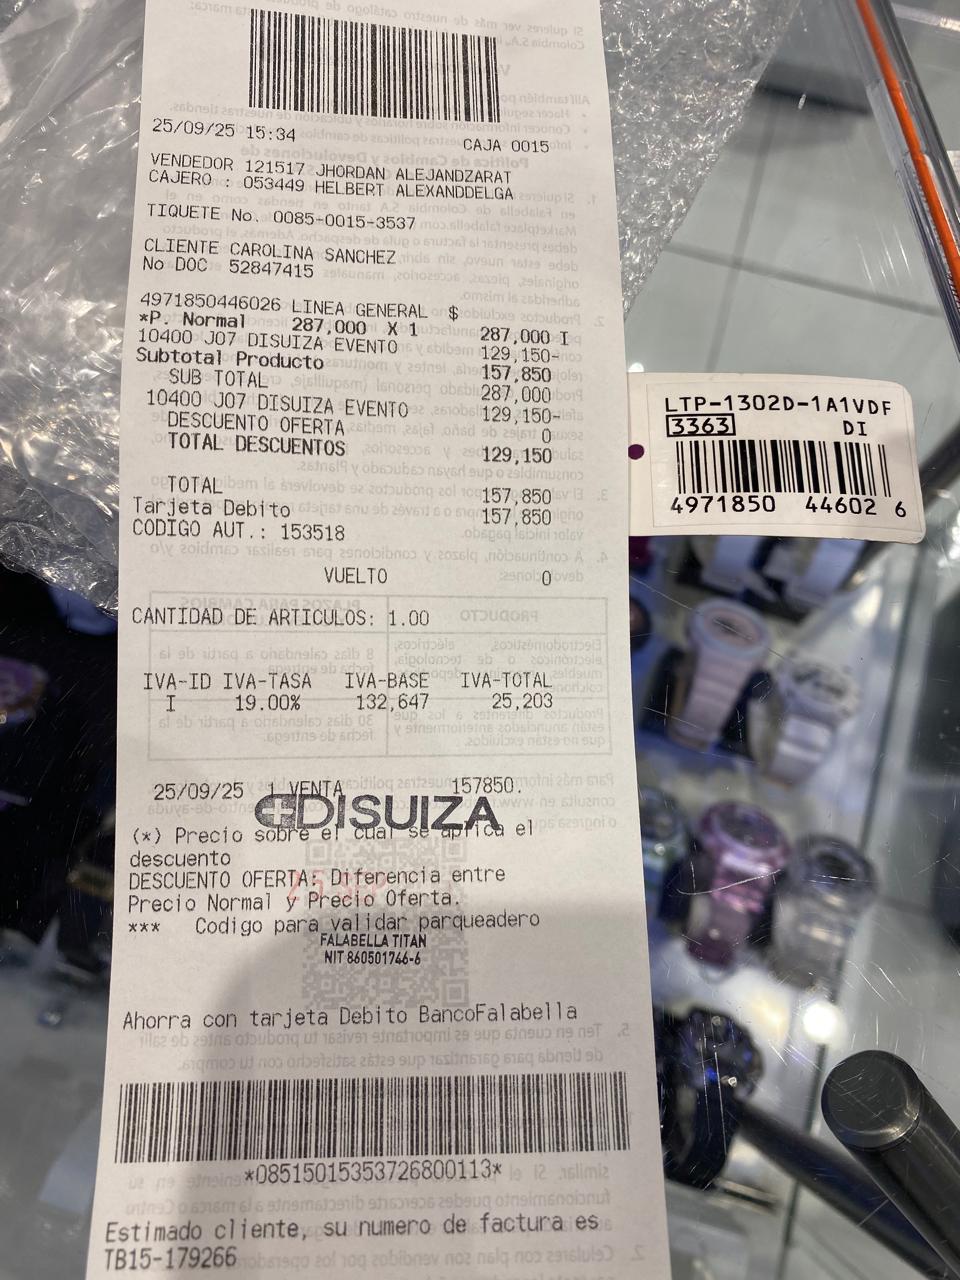 25/09/25 15:34 CAJA 0015
VENDEDOR 121517 JHORDAN ALEJANDZARAT
CAJERO : 053449 HELBERT ALEXANDDELGA
TIQUETE No. 0085-0015-3537
CLIENTE CAROLINA SANCHEZ
No DOC 52847415
4971850446026 LINEA GENERAL $
*P. Normal 287,000 X 1 287,000 I
10400 J07 DISUIZA EVENTO 129,150-
Subtotal Producto 157,850
SUB TOTAL 287,000
10400 J07 DISUIZA EVENTO 129,150-
DESCUENTO OFERTA 0
TOTAL DESCUENTOS 129,150
TOTAL 157,850
Tarjeta Debito 157,850
CODIGO AUT.: 153518
VUELTO 0
CANTIDAD DE ARTICULOS: 1.00
IVA-ID IVA-TASA IVA-BASE IVA-TOTAL
I 19.00% 132,647 25,203
25/09/25 1 VENTA 157850.
DISUIZA
(*) Precio sobre el cual se aplica el
descuento
DESCUENTO OFERTA: Diferencia entre
Precio Normal y Precio Oferta.
*** Codigo para validar parqueadero
FALABELLA TITAN
NIT 860501746-6
Ahorra con tarjeta Debito BancoFalabella
*08515015353726800113*
Estimado cliente, su numero de factura es
TB15-179266
LTP-1302D-1A1VDF
3363 DI
4971850 44602 6